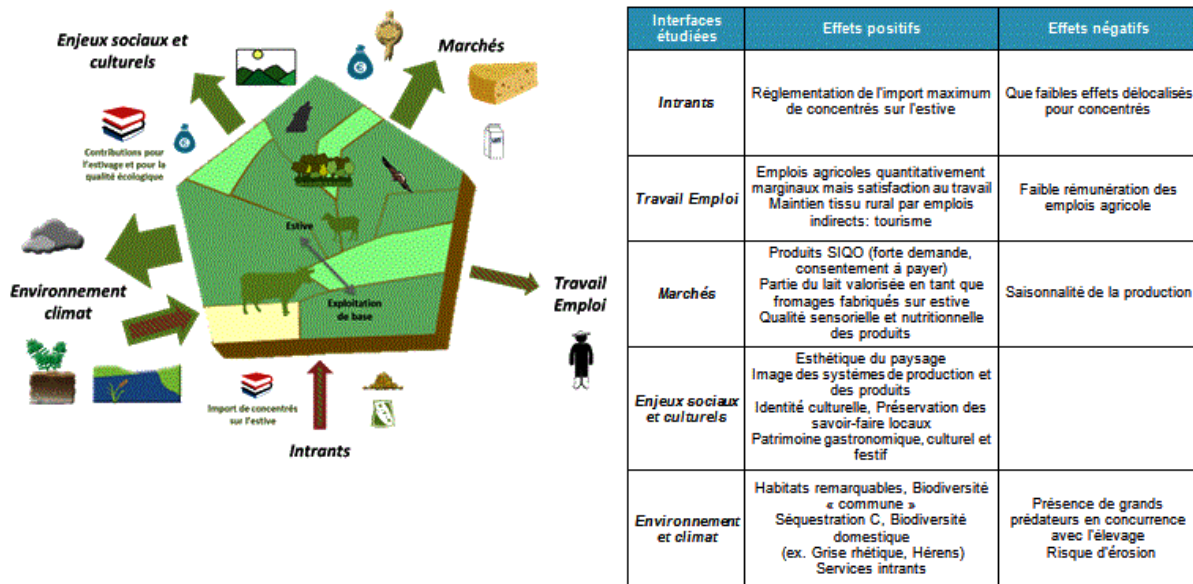 Enjeux sociaux et
culturels
Marchés
Contributions pour
l'estivage et pour la
qualité écologique
Estive
Exploitation
de base
Environnement
climat
Travail
Emploi
Import de concentrés
sur l'estive
Intrants
Interfaces
étudiées
Effets positifs
Effets négatifs
Intrants
Réglementation de l'import maximum
de concentrés sur l'estive
Que faibles effets délocalisés
pour concentrés
Travail Emploi
Emplois agricoles quantitativement
marginaux mais satisfaction au travail
Maintien tissu rural par emplois
indirects: tourisme
Faible rémunération des
emplois agricole
Marchés
Produits SIQO (forte demande,
consentement à payer)
Partie du lait valorisée en tant que
fromages fabriqués sur estive
Qualité sensorielle et nutritionnelle
des produits
Saisonnalité de la production
Enjeux sociaux
et culturels
Esthétique du paysage
Image des systèmes de production et
des produits
Identité culturelle, Préservation des
savoir-faire locaux
Patrimoine gastronomique, culturel et
festif
Environnement
et climat
Habitats remarquables, Biodiversité
« commune »
Séquestration C, Biodiversité
domestique
(ex. Grise rhétique, Hérens)
Services intrants
Présence de grands
prédateurs en concurrence
avec l'élevage
Risque d'érosion